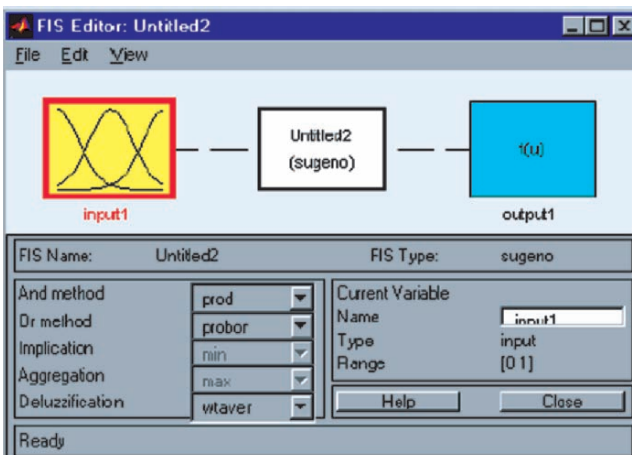 FIS Editor: Untitled2
File Edit View
Untitled2
(sugeno)
f(u)
input1
output1
FIS Name: Untitled2 FIS Type: sugeno
And method prod
Or method probor
Implication min
Aggregation max
Defuzzification wtaver
Current Variable
Name input1
Type input
Range [0 1]
Help Close
Ready